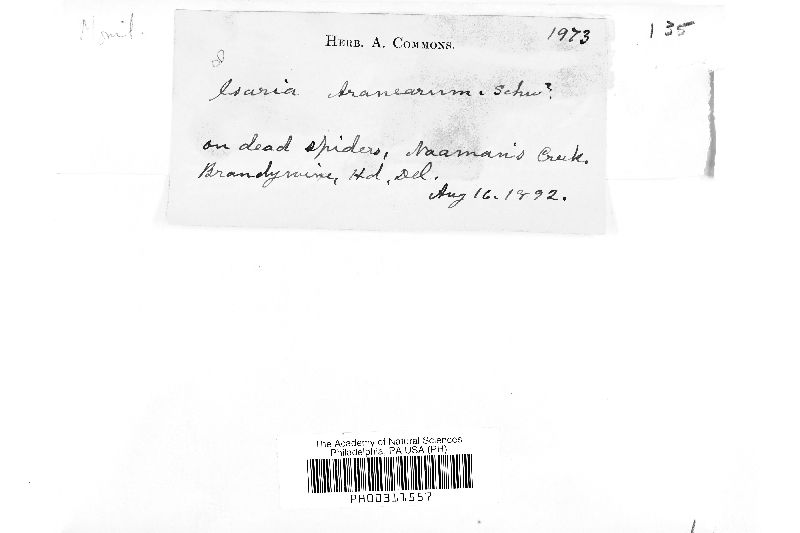 135
HERB. A. COMMONS.
1973
Isaria Aranearum. Schw?.
on dead spiders, Naaman's Creek.
Brandywine, Hd, Del.
Aug 16. 1892.
The Academy of Natural Sciences
Philadelphia, PA USA (PH)
PH00311557